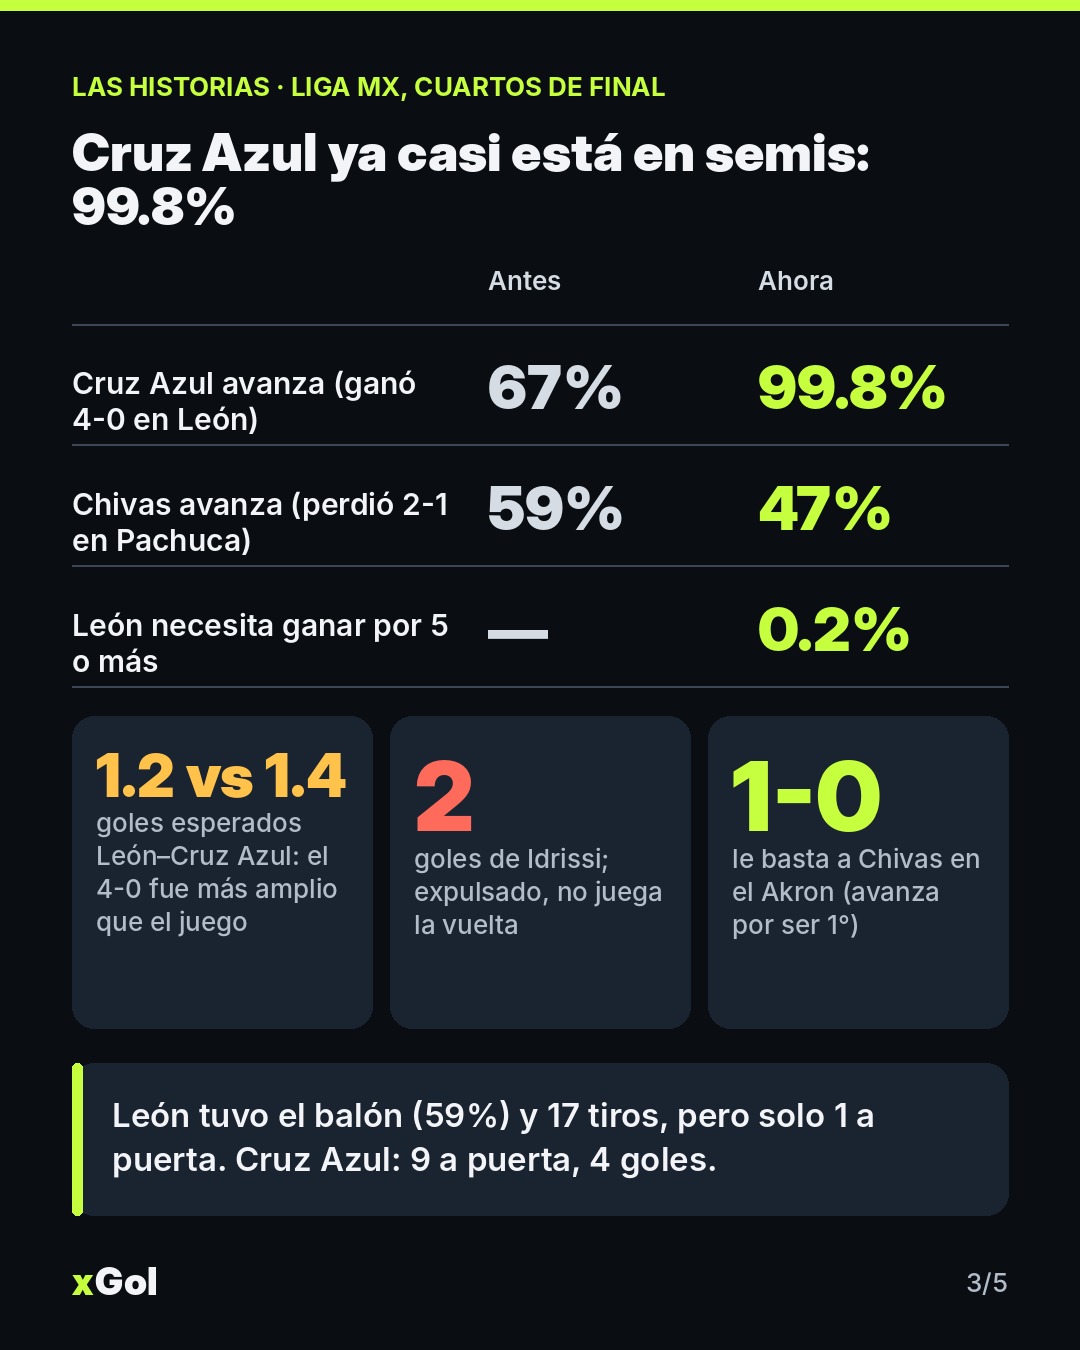 LAS HISTORIAS · LIGA MX, CUARTOS DE FINAL
Cruz Azul ya casi está en semis:
99.8%
Antes
Ahora
Cruz Azul avanza (ganó
4-0 en León)
67%
99.8%
Chivas avanza (perdió 2-1
en Pachuca)
59%
47%
León necesita ganar por 5
o más
—
0.2%
1.2 vs 1.4
goles esperados
León–Cruz Azul: el
4-0 fue más amplio
que el juego
2
goles de Idrissi;
expulsado, no juega
la vuelta
1-0
le basta a Chivas en
el Akron (avanza
por ser 1°)
León tuvo el balón (59%) y 17 tiros, pero solo 1 a
puerta. Cruz Azul: 9 a puerta, 4 goles.
xGol
3/5